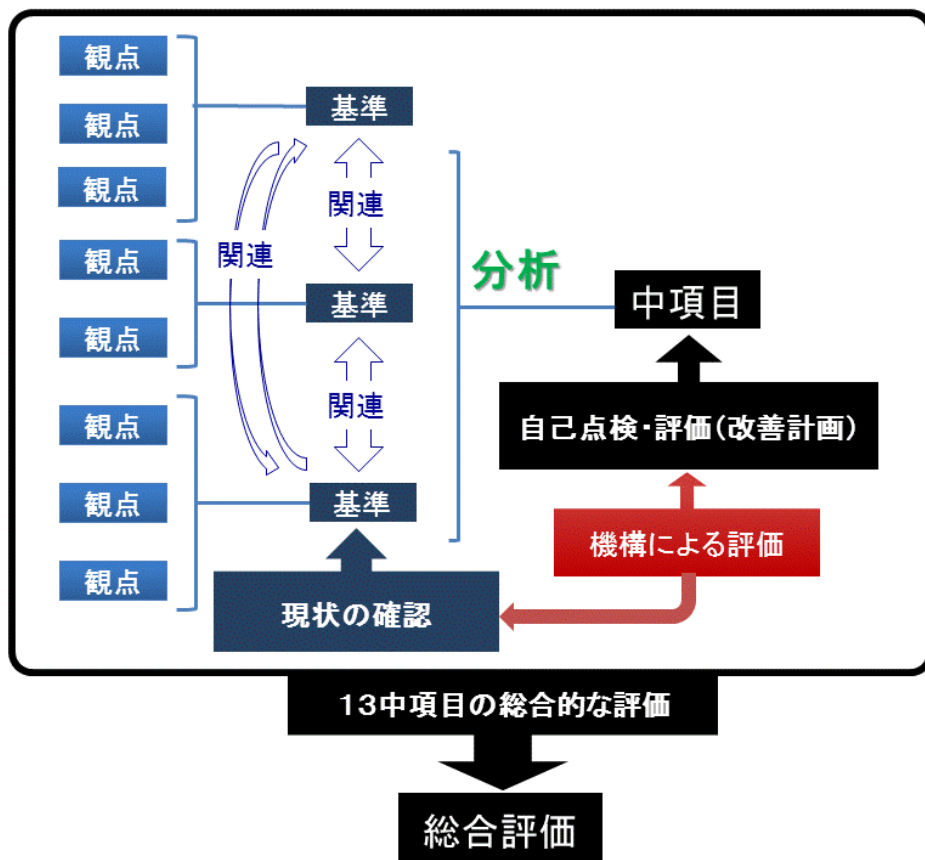 観点
観点
観点
観点
観点
観点
観点
観点
基準
関連
関連
基準
関連
基準
現状の確認
分析
中項目
自己点検・評価(改善計画)
機構による評価
13中項目の総合的な評価
総合評価